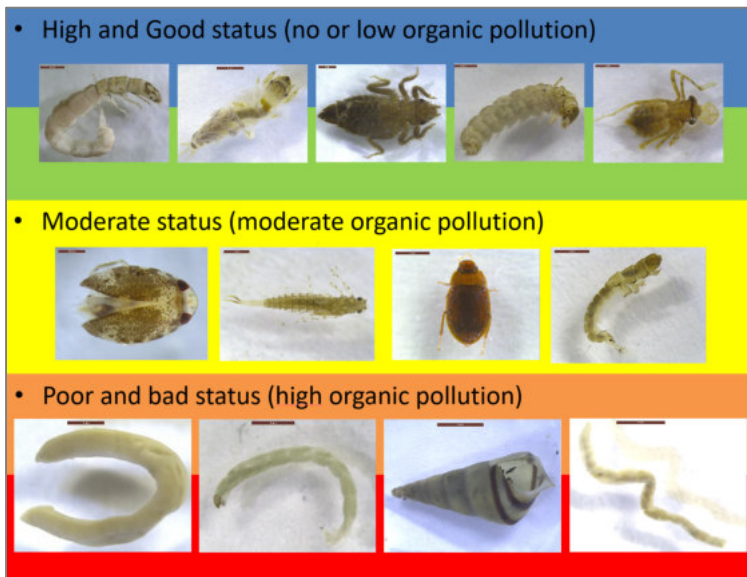 • High and Good status (no or low organic pollution)
• Moderate status (moderate organic pollution)
• Poor and bad status (high organic pollution)